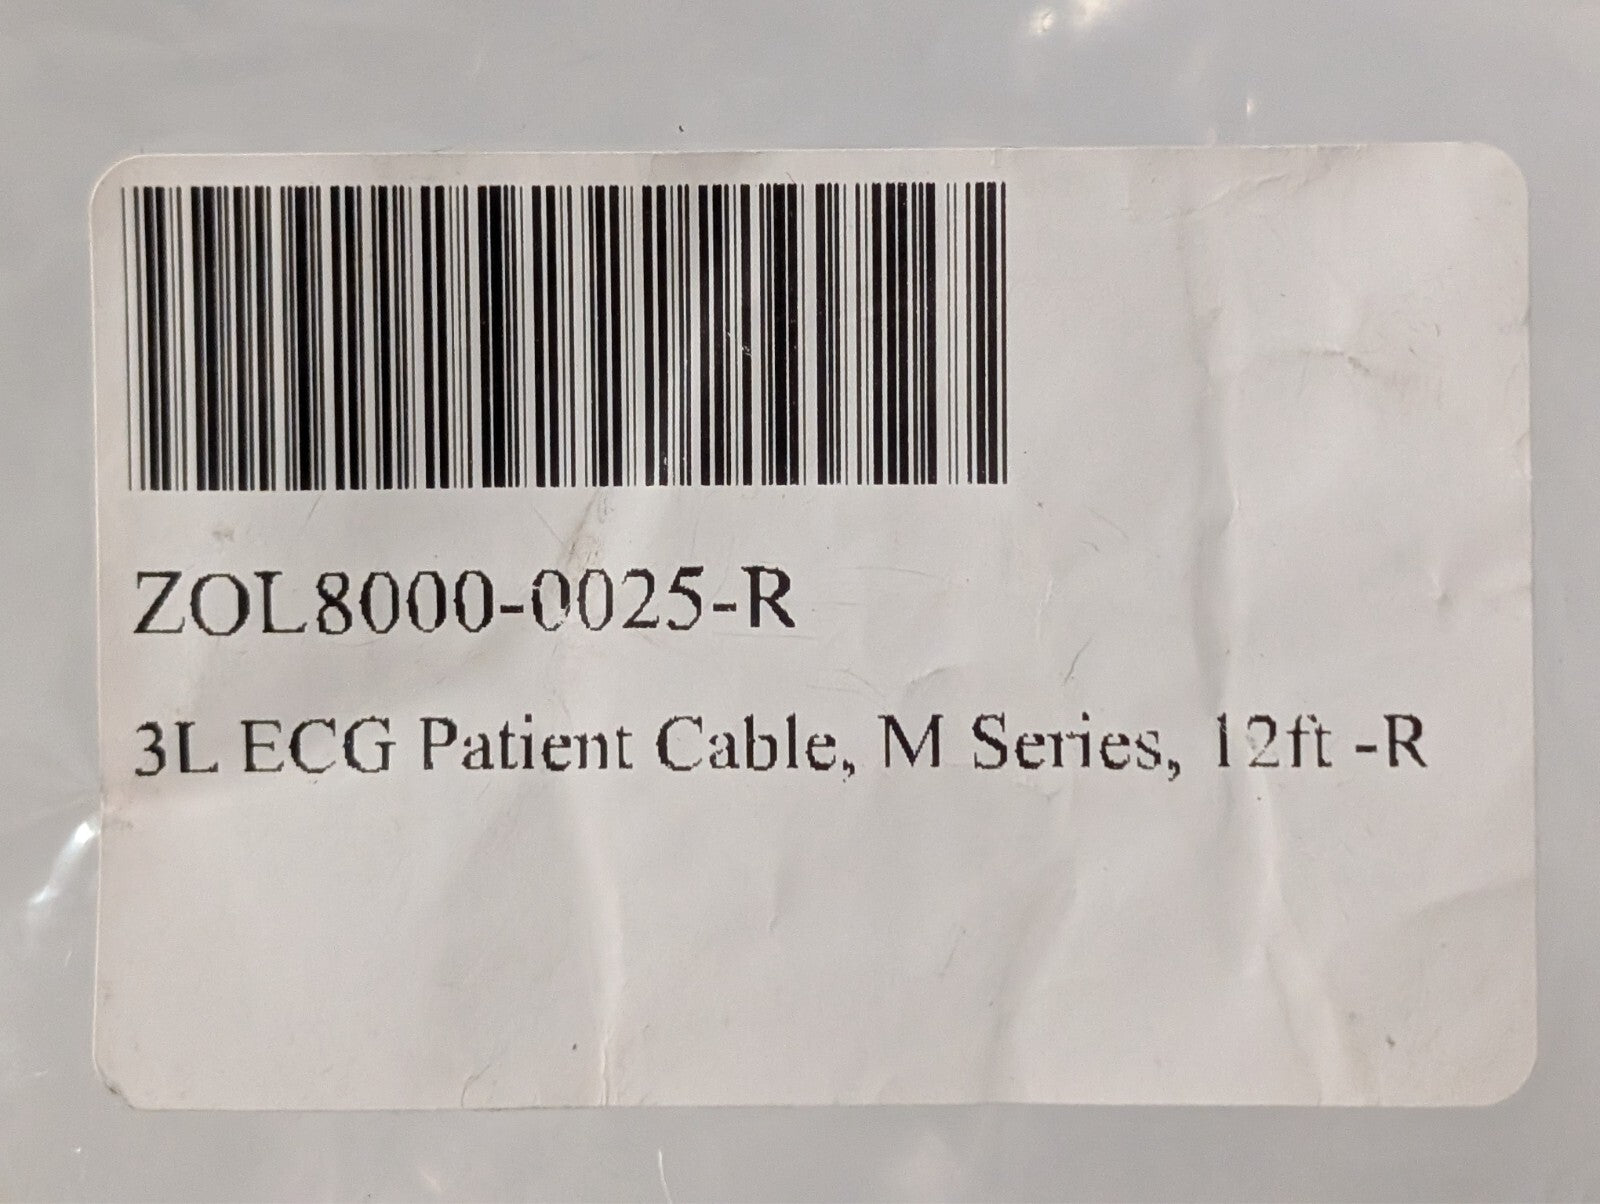 ZOL8000-0025-R
3L ECG Patient Cable, M Series, 12ft -R